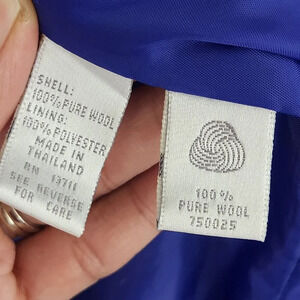 SHELL:
100% PURE WOOL
LINING:
100% POLYESTER
MADE IN
THAILAND
RN 13711
SEE REVERSE
FOR CARE
100%
PURE WOOL
750025